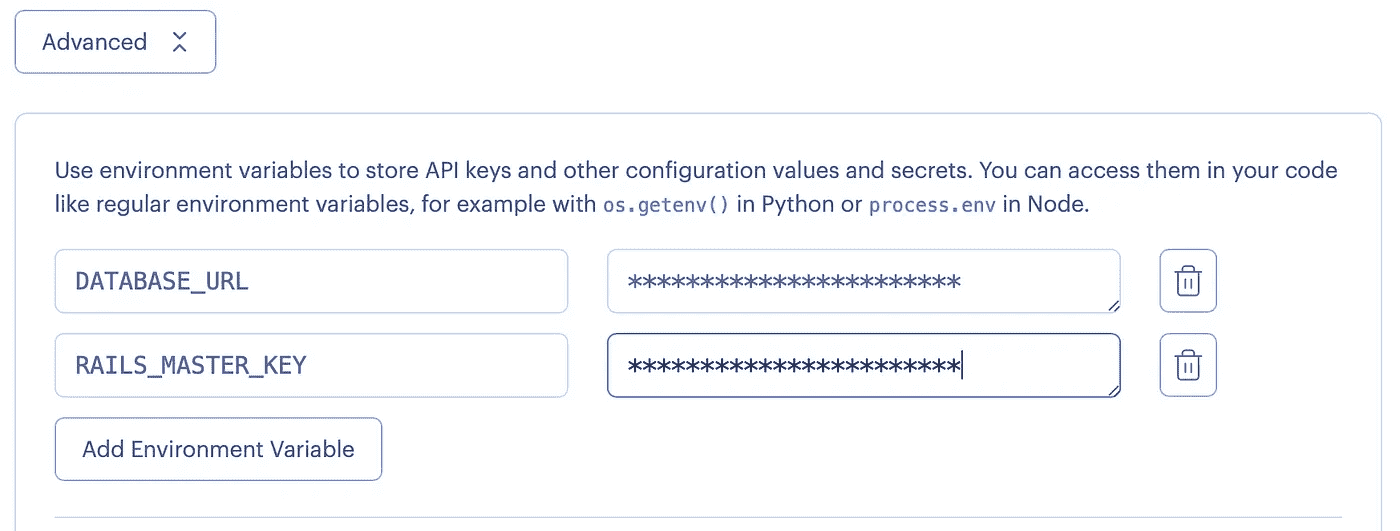 Advanced
Use environment variables to store API keys and other configuration values and secrets. You can access them in your code
like regular environment variables, for example with os.getenv() in Python or process.env in Node.
DATABASE_URL ***********************
RAILS_MASTER_KEY ***********************
Add Environment Variable